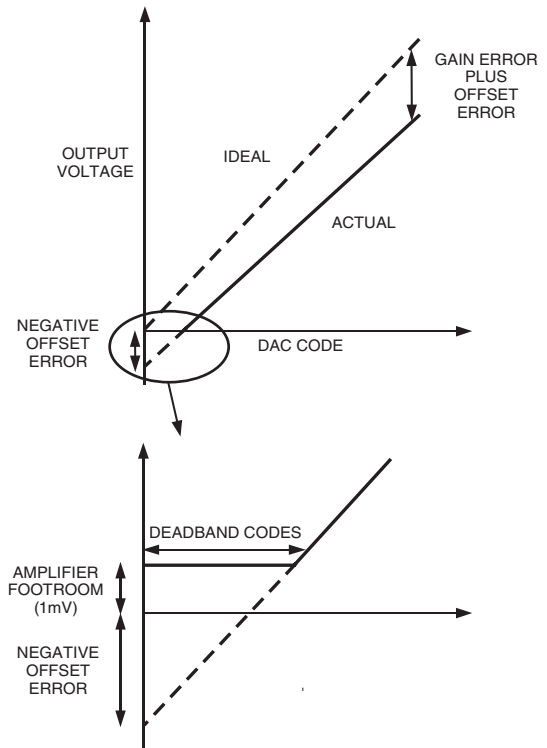 GAIN ERROR
PLUS
OFFSET
ERROR
OUTPUT
VOLTAGE
IDEAL
ACTUAL
NEGATIVE
OFFSET
ERROR
DAC CODE
DEADBAND CODES
AMPLIFIER
FOOTROOM
(1mV)
NEGATIVE
OFFSET
ERROR